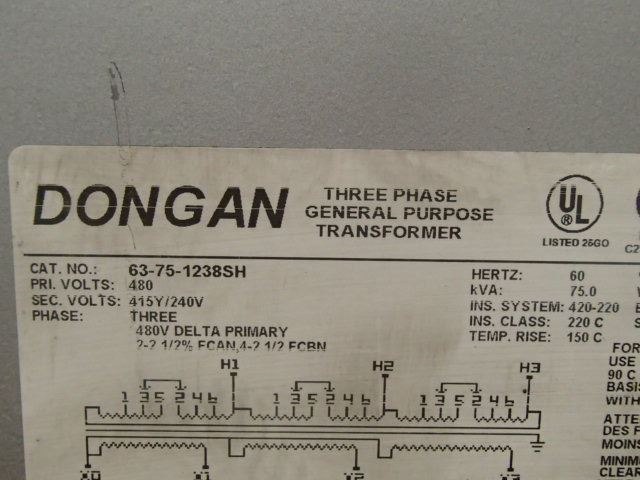 DONGAN
THREE PHASE
GENERAL PURPOSE
TRANSFORMER
UL
®
LISTED 26GO
CAT. NO.: 63-75-1238SH
PRI. VOLTS: 480
SEC. VOLTS: 415Y/240V
PHASE: THREE
480V DELTA PRIMARY
2-2 1/2% FCAN,4-2 1/2 FCBN
HERTZ: 60
kVA: 75.0
INS. SYSTEM: 420-220
INS. CLASS: 220 C
TEMP. RISE: 150 C
H1 H2 H3
1 3 5 2 4 6 1 3 5 2 4 6 1 3 5 2 4 6
X0 X1 X2 X3
FOR
USE
90 C
BASIS
WITH
ATTE
DES F
MOINS
MINIM
CLEAR